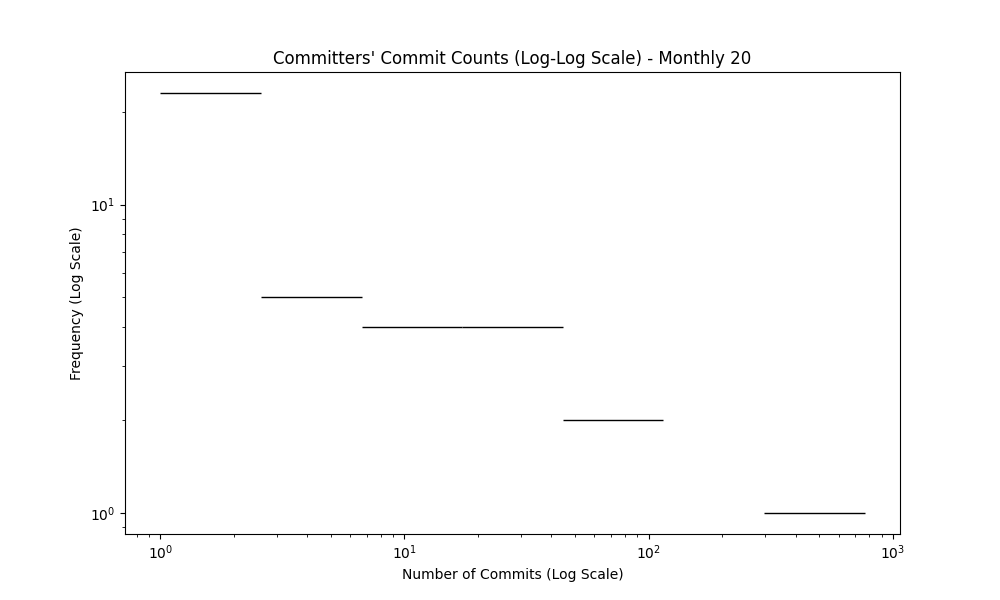 Committers' Commit Counts (Log-Log Scale) - Monthly 20
Frequency (Log Scale)
10¹
10⁰
10⁰ 10¹ 10² 10³
Number of Commits (Log Scale)